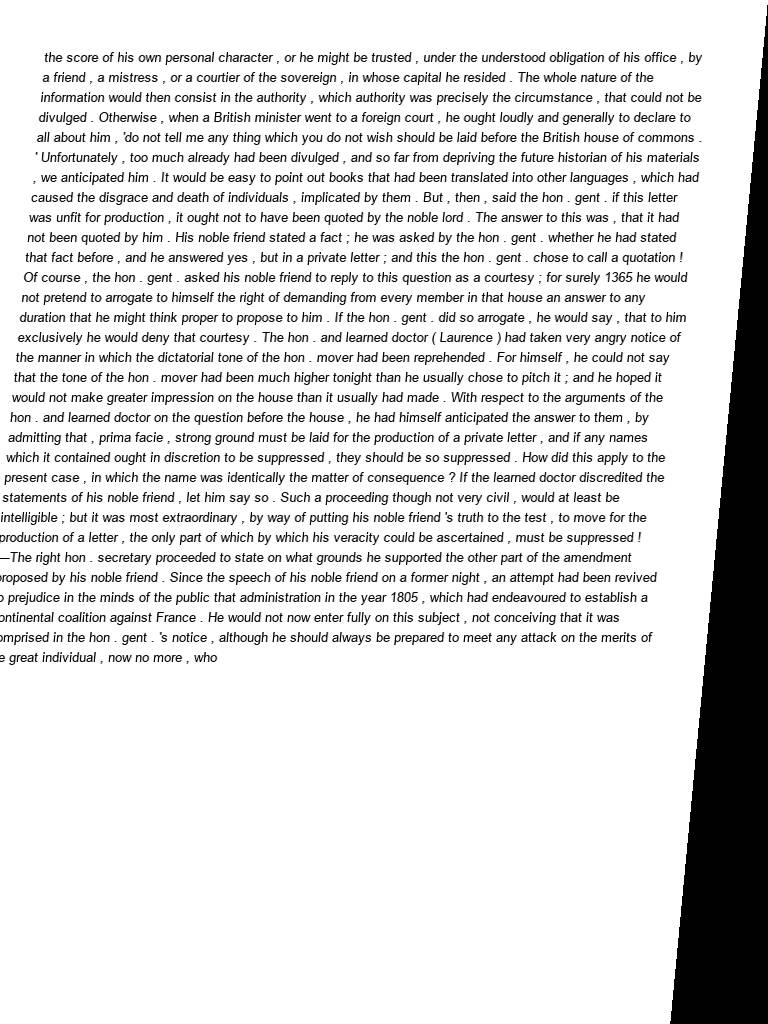 the score of his own personal character , or he might be trusted , under the understood obligation of his office , by
a friend , a mistress , or a courtier of the sovereign , in whose capital he resided . The whole nature of the
information would then consist in the authority , which authority was precisely the circumstance , that could not be
divulged . Otherwise , when a British minister went to a foreign court , he ought loudly and generally to declare to
all about him , 'do not tell me any thing which you do not wish should be laid before the British house of commons .
' Unfortunately , too much already had been divulged , and so far from depriving the future historian of his materials
, we anticipated him . It would be easy to point out books that had been translated into other languages , which had
caused the disgrace and death of individuals , implicated by them . But , then , said the hon . gent . if this letter
was unfit for production , it ought not to have been quoted by the noble lord . The answer to this was , that it had
not been quoted by him . His noble friend stated a fact ; he was asked by the hon . gent . whether he had stated
that fact before , and he answered yes , but in a private letter ; and this the hon . gent . chose to call a quotation !
Of course , the hon . gent . asked his noble friend to reply to this question as a courtesy ; for surely 1365 he would
not pretend to arrogate to himself the right of demanding from every member in that house an answer to any
duration that he might think proper to propose to him . If the hon . gent . did so arrogate , he would say , that to him
exclusively he would deny that courtesy . The hon . and learned doctor ( Laurence ) had taken very angry notice of
the manner in which the dictatorial tone of the hon . mover had been reprehended . For himself , he could not say
that the tone of the hon . mover had been much higher tonight than he usually chose to pitch it ; and he hoped it
would not make greater impression on the house than it usually had made . With respect to the arguments of the
hon . and learned doctor on the question before the house , he had himself anticipated the answer to them , by
admitting that , prima facie , strong ground must be laid for the production of a private letter , and if any names
which it contained ought in discretion to be suppressed , they should be so suppressed . How did this apply to the
present case , in which the name was identically the matter of consequence ? If the learned doctor discredited the
statements of his noble friend , let him say so . Such a proceeding though not very civil , would at least be
intelligible ; but it was most extraordinary , by way of putting his noble friend 's truth to the test , to move for the
production of a letter , the only part of which by which his veracity could be ascertained , must be suppressed !
—The right hon . secretary proceeded to state on what grounds he supported the other part of the amendment
proposed by his noble friend . Since the speech of his noble friend on a former night , an attempt had been revived
prejudice in the minds of the public that administration in the year 1805 , which had endeavoured to establish a
ontinental coalition against France . He would not now enter fully on this subject , not conceiving that it was
omprised in the hon . gent . 's notice , although he should always be prepared to meet any attack on the merits of
great individual , now no more , who